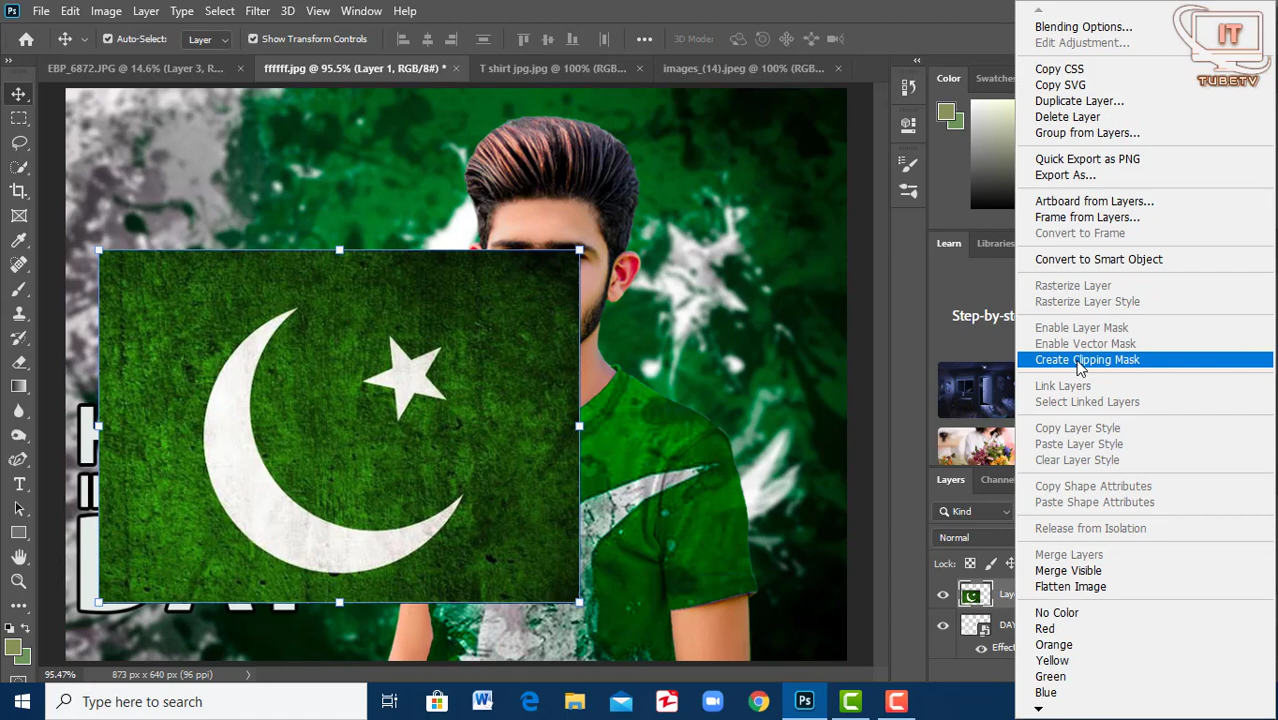 Ps File Edit Image Layer Type Select Filter 3D View Window Help
Auto-Select: Layer Show Transform Controls 3D Mode:
EBP_6872.JPG @ 14.6% (Layer 3, R... ffffff.jpg @ 95.5% (Layer 1, RGB/8#) * T shirt jpg.jpg @ 100% (RGB... images_(14).jpeg @ 100% (RGB...
Color Swatches
Learn Libraries
Step-by-st
Layers Channe
Kind
Normal
Lock:
Laye
DAY
Effec
Blending Options...
Edit Adjustment...
Copy CSS
Copy SVG
Duplicate Layer...
Delete Layer
Group from Layers...
Quick Export as PNG
Export As...
Artboard from Layers...
Frame from Layers...
Convert to Frame
Convert to Smart Object
Rasterize Layer
Rasterize Layer Style
Enable Layer Mask
Enable Vector Mask
Create Clipping Mask
Link Layers
Select Linked Layers
Copy Layer Style
Paste Layer Style
Clear Layer Style
Copy Shape Attributes
Paste Shape Attributes
Release from Isolation
Merge Layers
Merge Visible
Flatten Image
No Color
Red
Orange
Yellow
Green
Blue
IT
TUBETV
95.47% 873 px x 640 px (96 ppi)
Type here to search
Ps